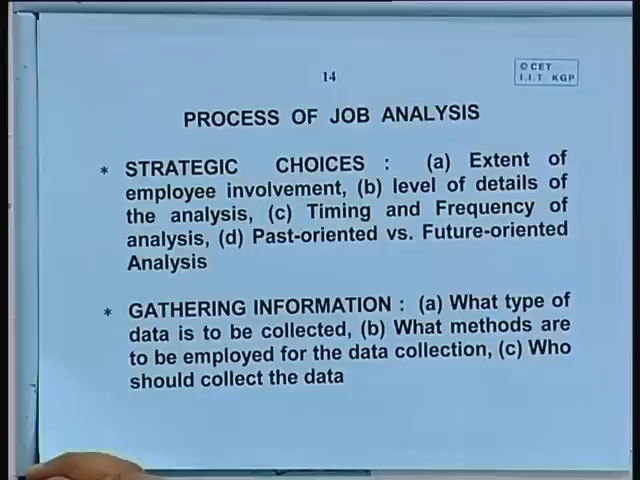 14
© CET
I.I.T KGP
PROCESS OF JOB ANALYSIS
* STRATEGIC CHOICES : (a) Extent of
employee involvement, (b) level of details of
the analysis, (c) Timing and Frequency of
analysis, (d) Past-oriented vs. Future-oriented
Analysis
* GATHERING INFORMATION : (a) What type of
data is to be collected, (b) What methods are
to be employed for the data collection, (c) Who
should collect the data